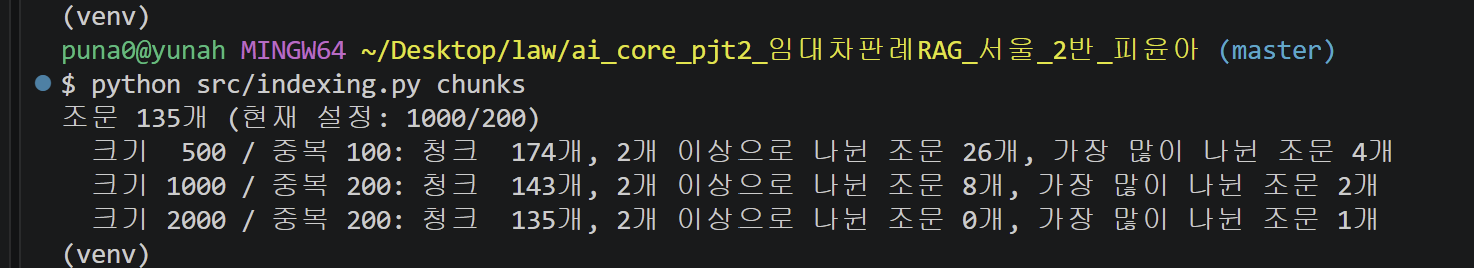 (venv)
puna0@yunah MINGW64 ~/Desktop/law/ai_core_pjt2_임대차판례RAG_서울_2반_피윤아 (master)
$ python src/indexing.py chunks
조문 135개 (현재 설정: 1000/200)
  크기  500 / 중복 100: 청크  174개, 2개 이상으로 나뉜 조문 26개, 가장 많이 나뉜 조문 4개
  크기 1000 / 중복 200: 청크  143개, 2개 이상으로 나뉜 조문 8개, 가장 많이 나뉜 조문 2개
  크기 2000 / 중복 200: 청크  135개, 2개 이상으로 나뉜 조문 0개, 가장 많이 나뉜 조문 1개
(venv)